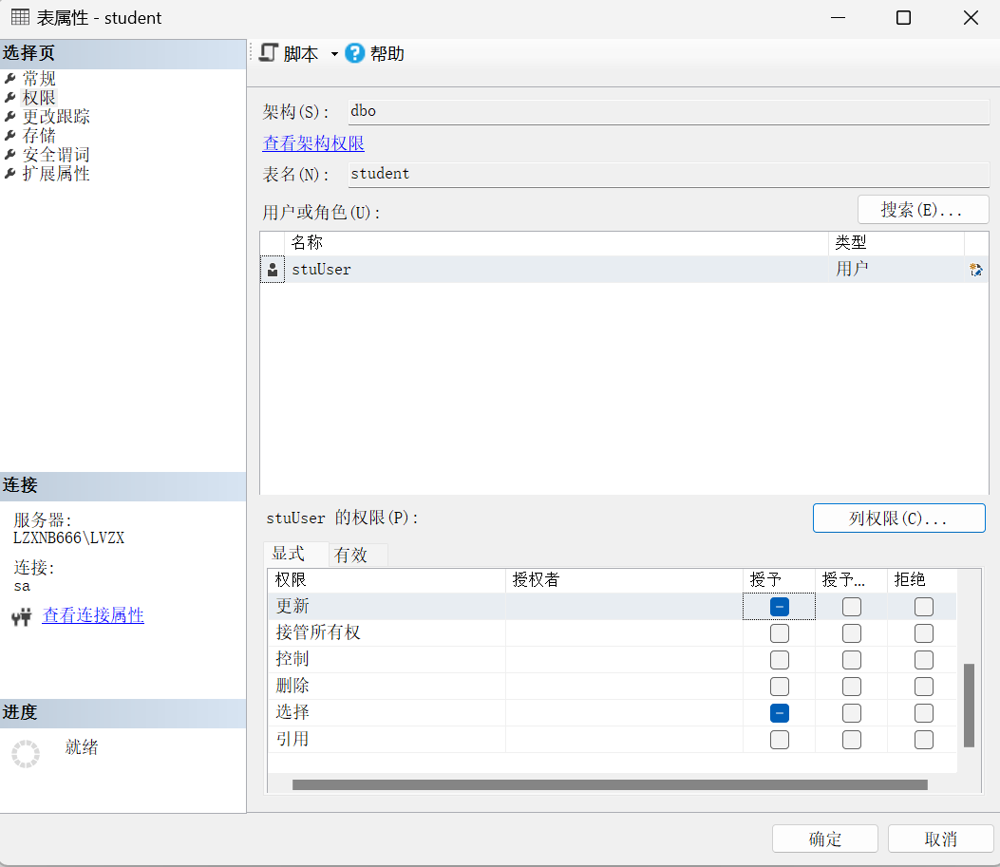 表属性 - student
选择页
常规
权限
更改跟踪
存储
安全谓词
扩展属性
脚本
帮助
架构(S):
dbo
查看架构权限
表名(N):
student
用户或角色(U):
搜索(E)...
名称
类型
stuUser
用户
连接
服务器:
LZXNB666\LVZX
连接:
sa
查看连接属性
进度
就绪
stuUser 的权限(P):
列权限(C)...
显式
有效
权限
授权者
授予
授予...
拒绝
更新
接管所有权
控制
删除
选择
引用
确定
取消